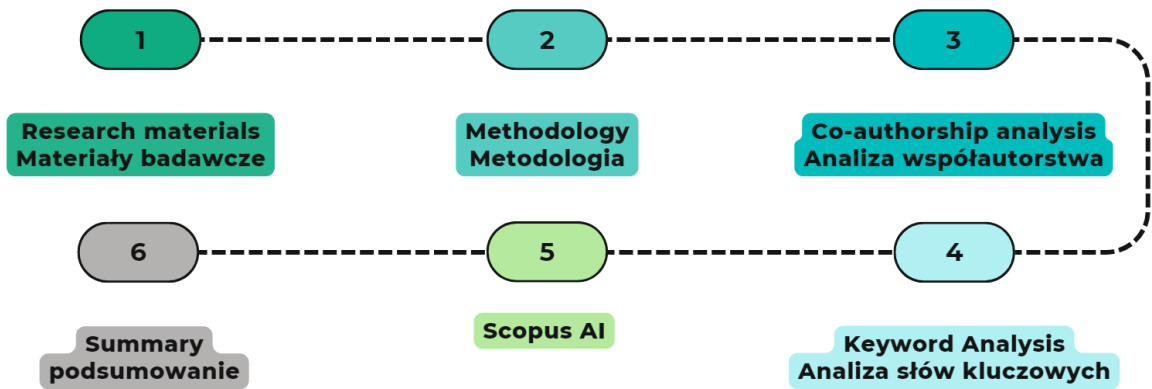 1
2
3
Research materials
Materiały badawcze
Methodology
Metodologia
Co-authorship analysis
Analiza współautorstwa
6
5
4
Summary
podsumowanie
Scopus AI
Keyword Analysis
Analiza słów kluczowych